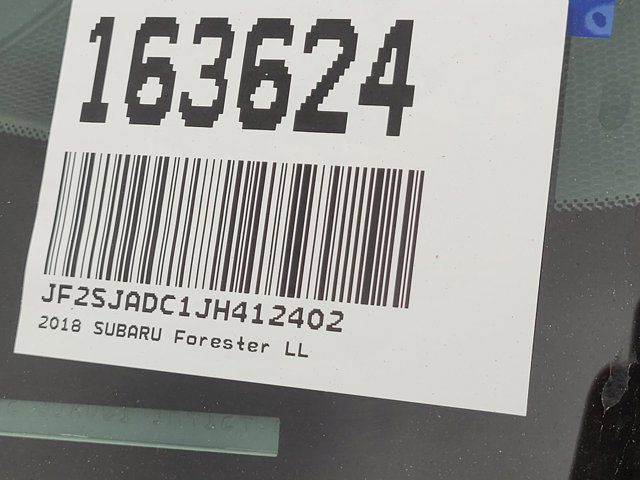 163624
JF2SJADC1JH412402
2018 SUBARU Forester LL